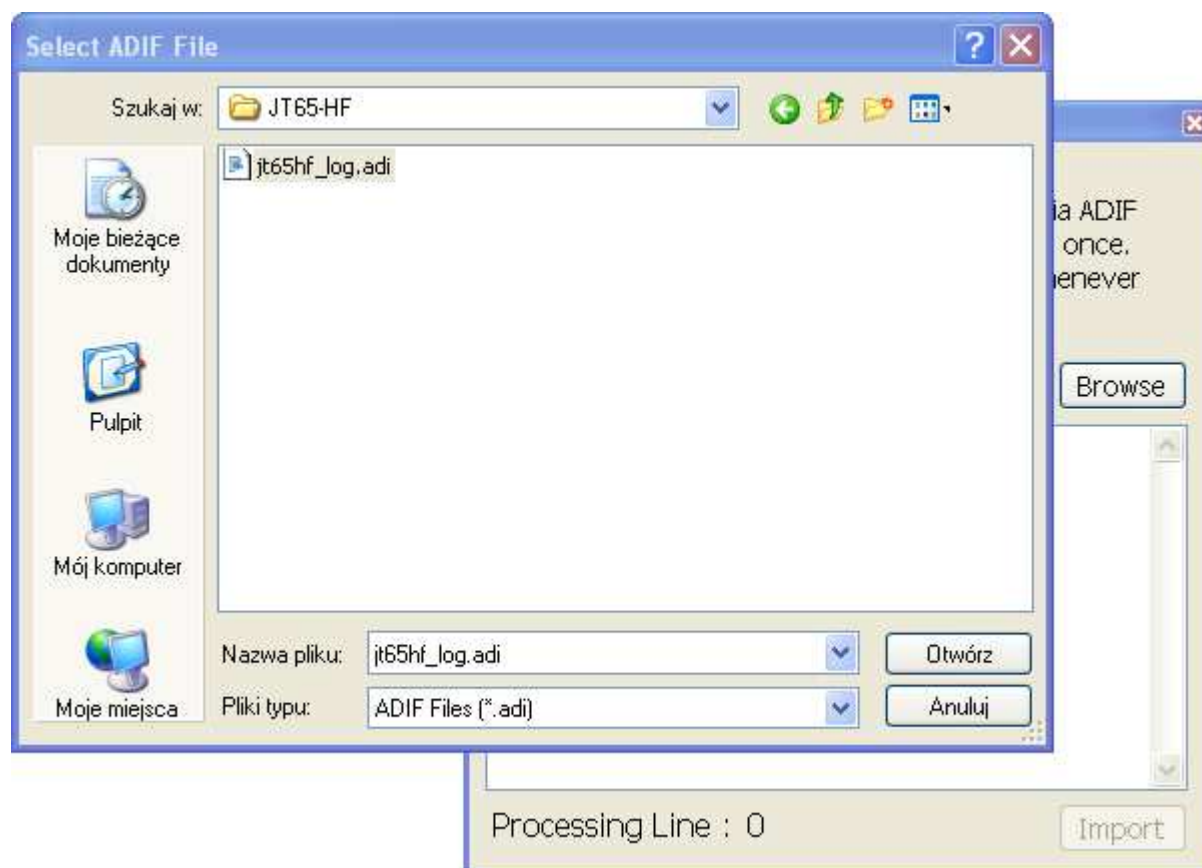 Select ADIF File
Szukaj w:
JT65-HF
jt65hf_log.adi
Moje bieżące
dokumenty
Pulpit
Mój komputer
Moje miejsca
Nazwa pliku:
jt65hf_log.adi
Otwórz
Pliki typu:
ADIF Files (*.adi)
Anuluj
ADIF
once.
Browse
Processing Line : 0
Import